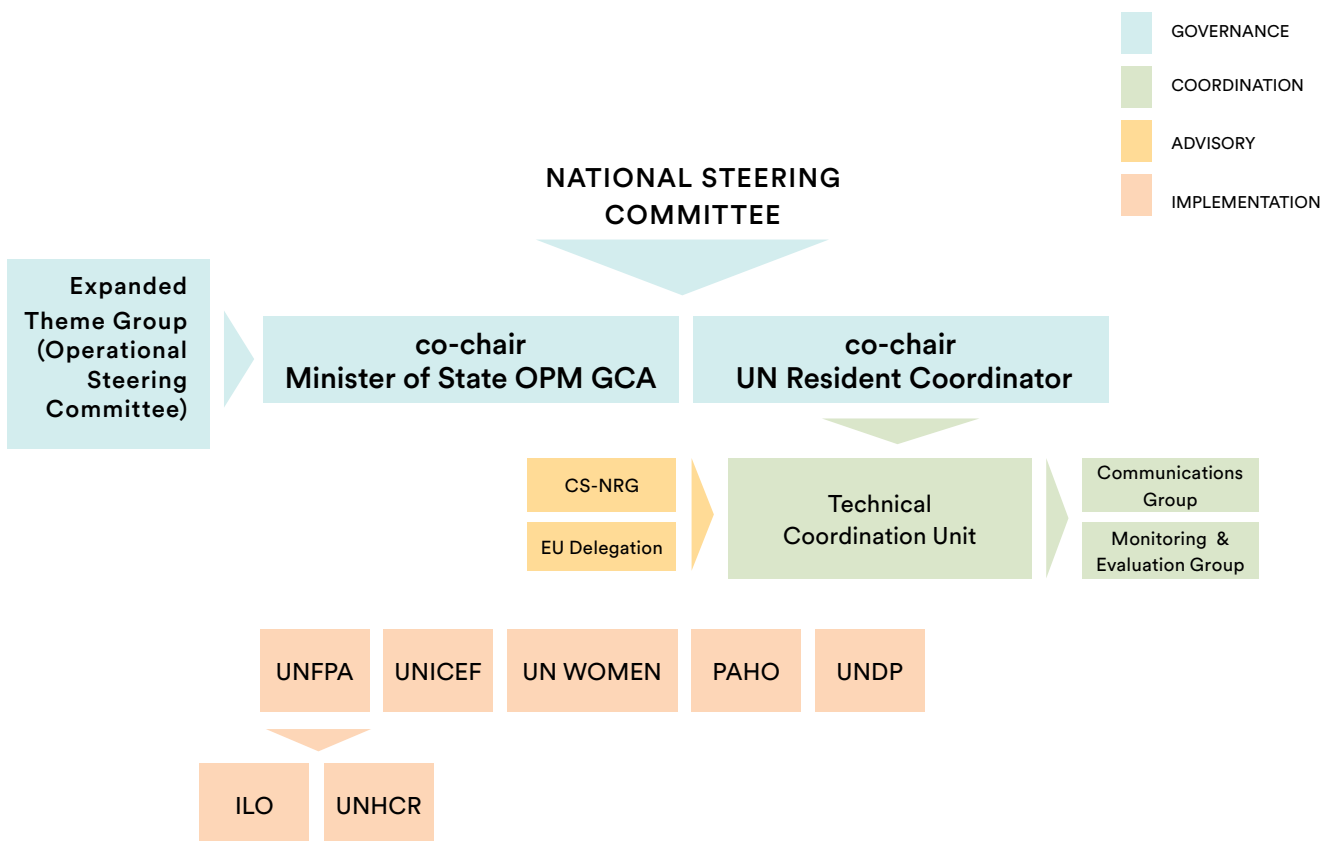 GOVERNANCE
COORDINATION
ADVISORY
IMPLEMENTATION
NATIONAL STEERING
COMMITTEE
Expanded
Theme Group
(Operational
Steering
Committee)
co-chair
Minister of State OPM GCA
co-chair
UN Resident Coordinator
CS-NRG
EU Delegation
Technical
Coordination Unit
Communications
Group
Monitoring &
Evaluation Group
UNFPA
UNICEF
UN WOMEN
PAHO
UNDP
ILO
UNHCR